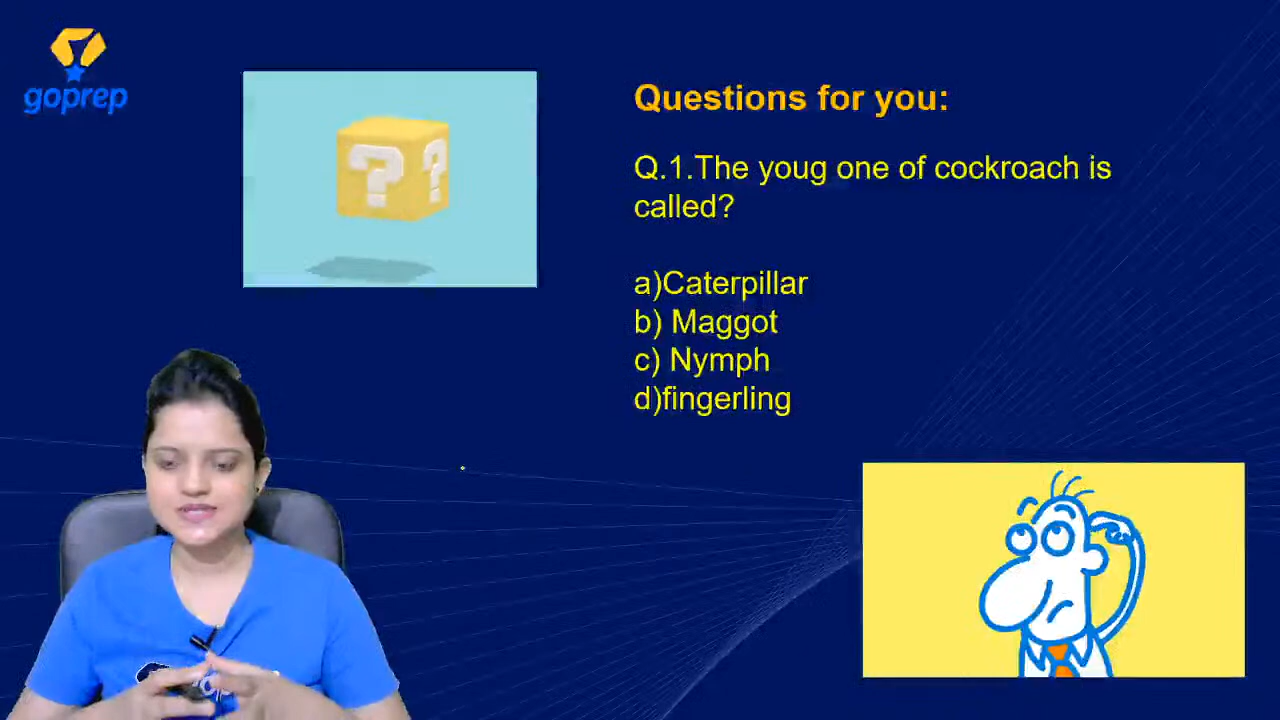 goprep
Questions for you:
Q.1.The youg one of cockroach is
called?
a)Caterpillar
b) Maggot
c) Nymph
d)fingerling